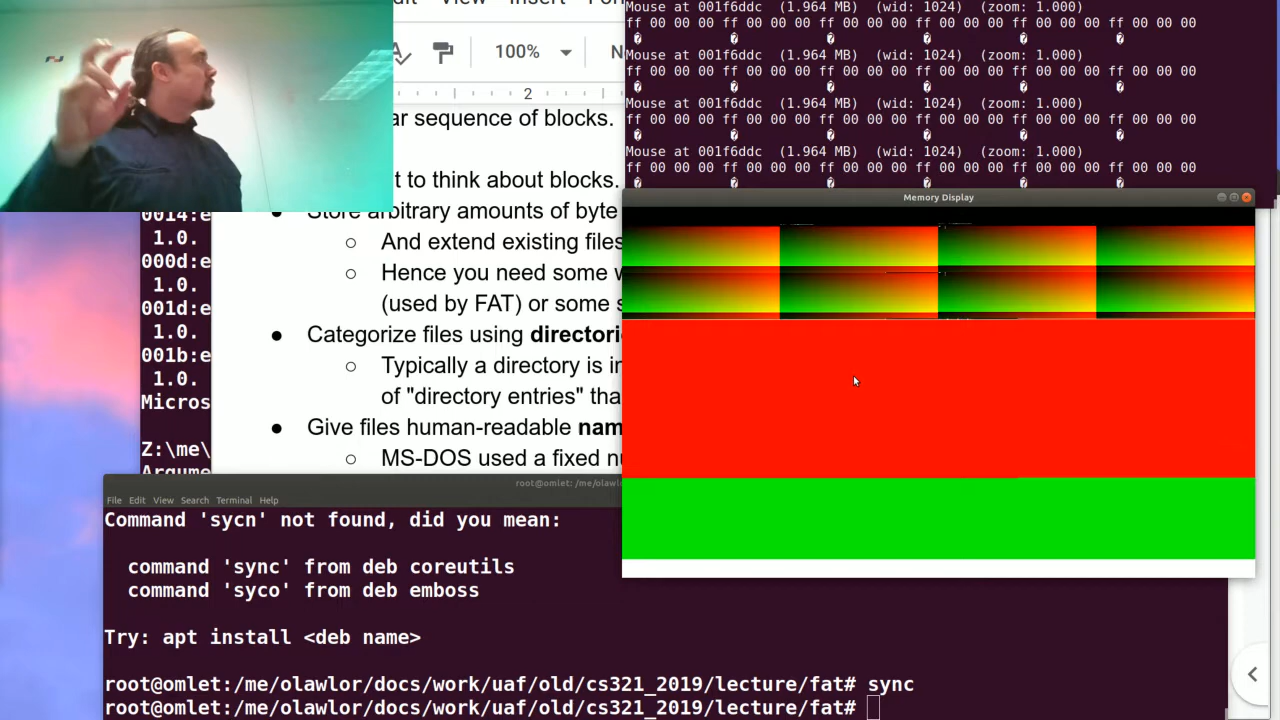 dit View Insert For
100%
2
ar sequence of blocks.
t to think about blocks.
● Store arbitrary amounts of byte
○ And extend existing files
○ Hence you need some
(used by FAT) or some s
● Categorize files using directori
○ Typically a directory is i
of "directory entries" tha
● Give files human-readable nam
○ MS-DOS used a fixed nu
0014:e
1.0.
000d:e
1.0.
001d:e
1.0.
001b:e
1.0.
Micros
Z:\me\
Argume
Mouse at 001f6ddc (1.964 MB) (wid: 1024) (zoom: 1.000)
ff 00 00 00 ff 00 00 00 ff 00 00 00 ff 00 00 00 ff 00 00 00 ff 00 00 00
� � � � � �
Mouse at 001f6ddc (1.964 MB) (wid: 1024) (zoom: 1.000)
ff 00 00 00 ff 00 00 00 ff 00 00 00 ff 00 00 00 ff 00 00 00 ff 00 00 00
� � � � � �
Mouse at 001f6ddc (1.964 MB) (wid: 1024) (zoom: 1.000)
ff 00 00 00 ff 00 00 00 ff 00 00 00 ff 00 00 00 ff 00 00 00 ff 00 00 00
� � � � � �
Mouse at 001f6ddc (1.964 MB) (wid: 1024) (zoom: 1.000)
ff 00 00 00 ff 00 00 00 ff 00 00 00 ff 00 00 00 ff 00 00 00 ff 00 00 00
� � � � � �
Memory Display
root@omlet: /me/olawlo
File Edit View Search Terminal Help
Command 'sycn' not found, did you mean:
command 'sync' from deb coreutils
command 'syco' from deb emboss
Try: apt install <deb name>
root@omlet:/me/olawlor/docs/work/uaf/old/cs321_2019/lecture/fat# sync
root@omlet:/me/olawlor/docs/work/uaf/old/cs321_2019/lecture/fat#